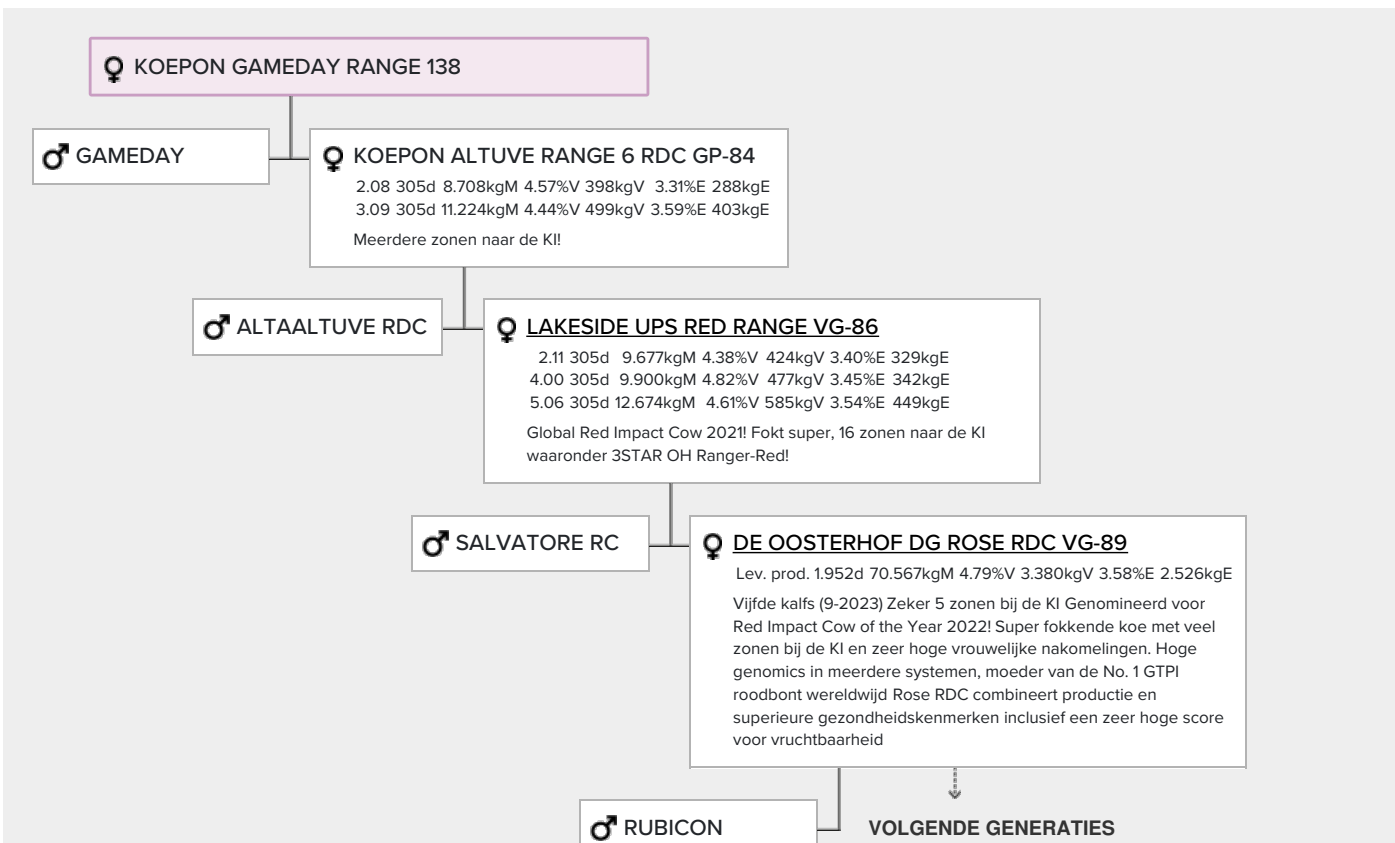 ♀ KOEPON GAMEDAY RANGE 138
♂ GAMEDAY
♀ KOEPON ALTUVE RANGE 6 RDC GP-84
2.08 305d 8.708kgM 4.57%V 398kgV 3.31%E 288kgE
3.09 305d 11.224kgM 4.44%V 499kgV 3.59%E 403kgE
Meerdere zonen naar de KI!
♂ ALTAALTUVE RDC
♀ LAKESIDE UPS RED RANGE VG-86
2.11 305d 9.677kgM 4.38%V 424kgV 3.40%E 329kgE
4.00 305d 9.900kgM 4.82%V 477kgV 3.45%E 342kgE
5.06 305d 12.674kgM 4.61%V 585kgV 3.54%E 449kgE
Global Red Impact Cow 2021! Fokt super, 16 zonen naar de KI
waaronder 3STAR OH Ranger-Red!
♂ SALVATORE RC
♀ DE OOSTERHOF DG ROSE RDC VG-89
Lev. prod. 1.952d 70.567kgM 4.79%V 3.380kgV 3.58%E 2.526kgE
Vijfde kalfs (9-2023) Zeker 5 zonen bij de KI Genomineerd voor
Red Impact Cow of the Year 2022! Super fokkende koe met veel
zonen bij de KI en zeer hoge vrouwelijke nakomelingen. Hoge
genomics in meerdere systemen, moeder van de No. 1 GTPI
roodbont wereldwijd Rose RDC combineert productie en
superieure gezondheidskenmerken inclusief een zeer hoge score
voor vruchtbaarheid
♂ RUBICON
VOLGENDE GENERATIES